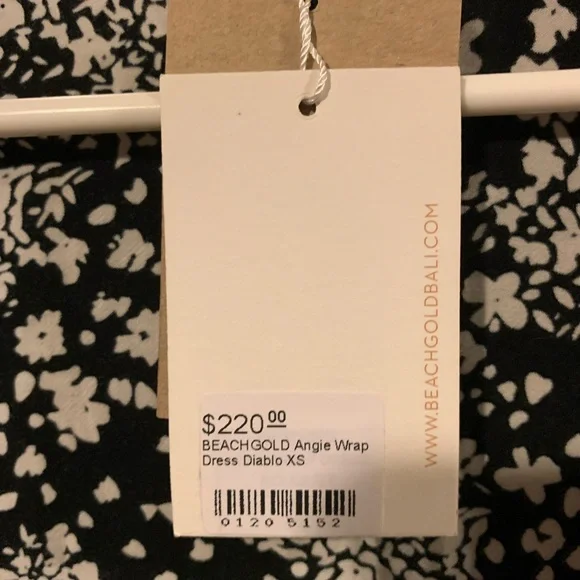 WWW.BEACHGOLDBALI.COM
$220 00
BEACHGOLD Angie Wrap
Dress Diablo XS
0120 5152